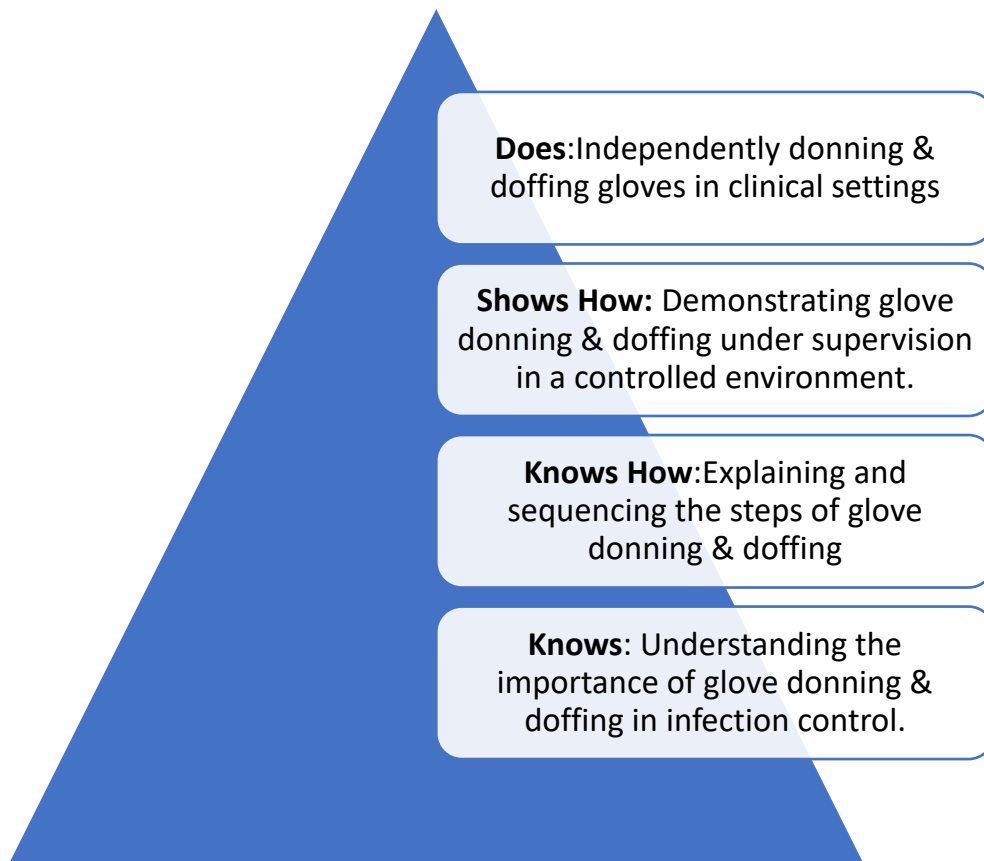 Does:Independently donning &
doffing gloves in clinical settings
Shows How: Demonstrating glove
donning & doffing under supervision
in a controlled environment.
Knows How:Explaining and
sequencing the steps of glove
donning & doffing
Knows: Understanding the
importance of glove donning &
doffing in infection control.